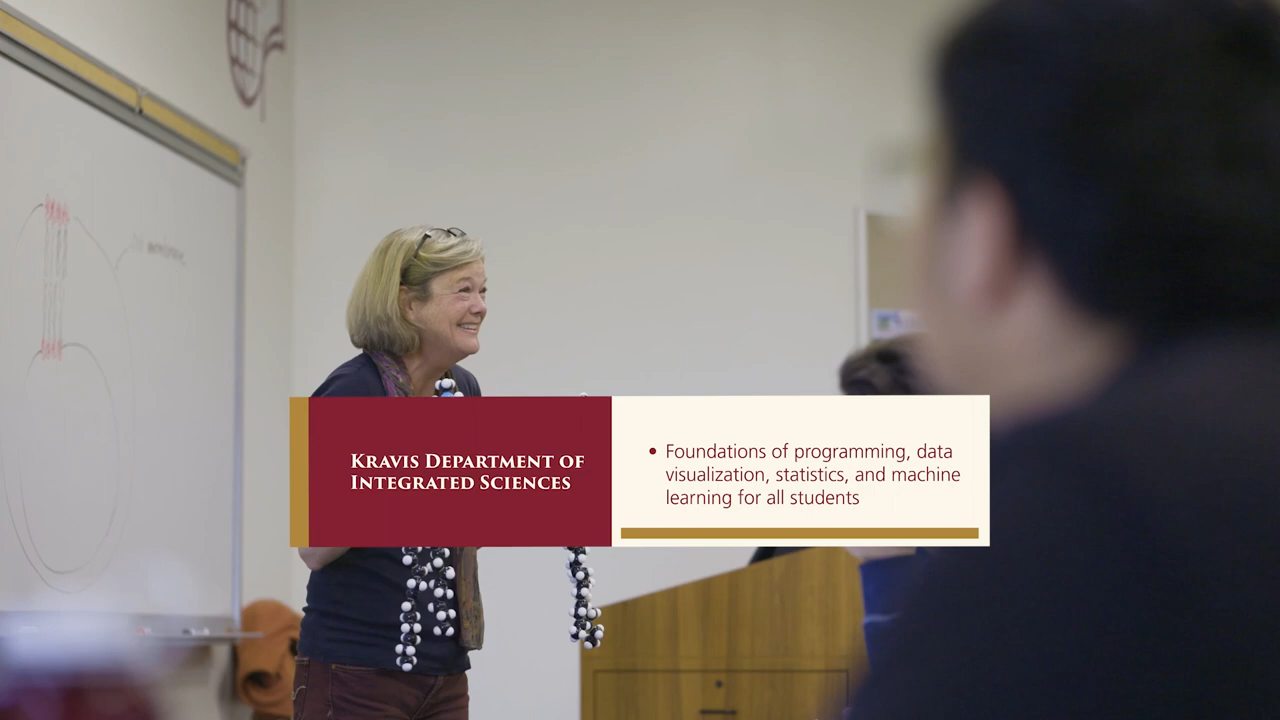 KRAVIS DEPARTMENT OF
INTEGRATED SCIENCES
• Foundations of programming, data
visualization, statistics, and machine
learning for all students